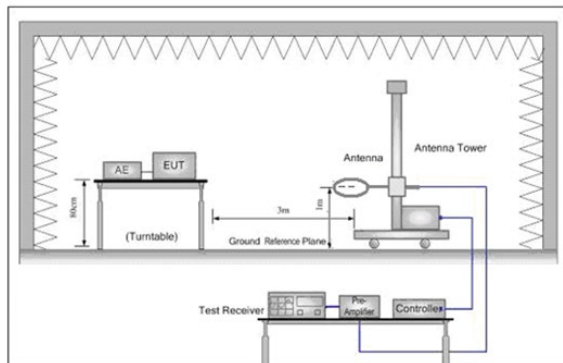 AE
EUT
Antenna
Antenna Tower
80cm
(Turntable)
3m
1m
Ground Reference Plane
Test Receiver
Pre-
Amplifier
Controller